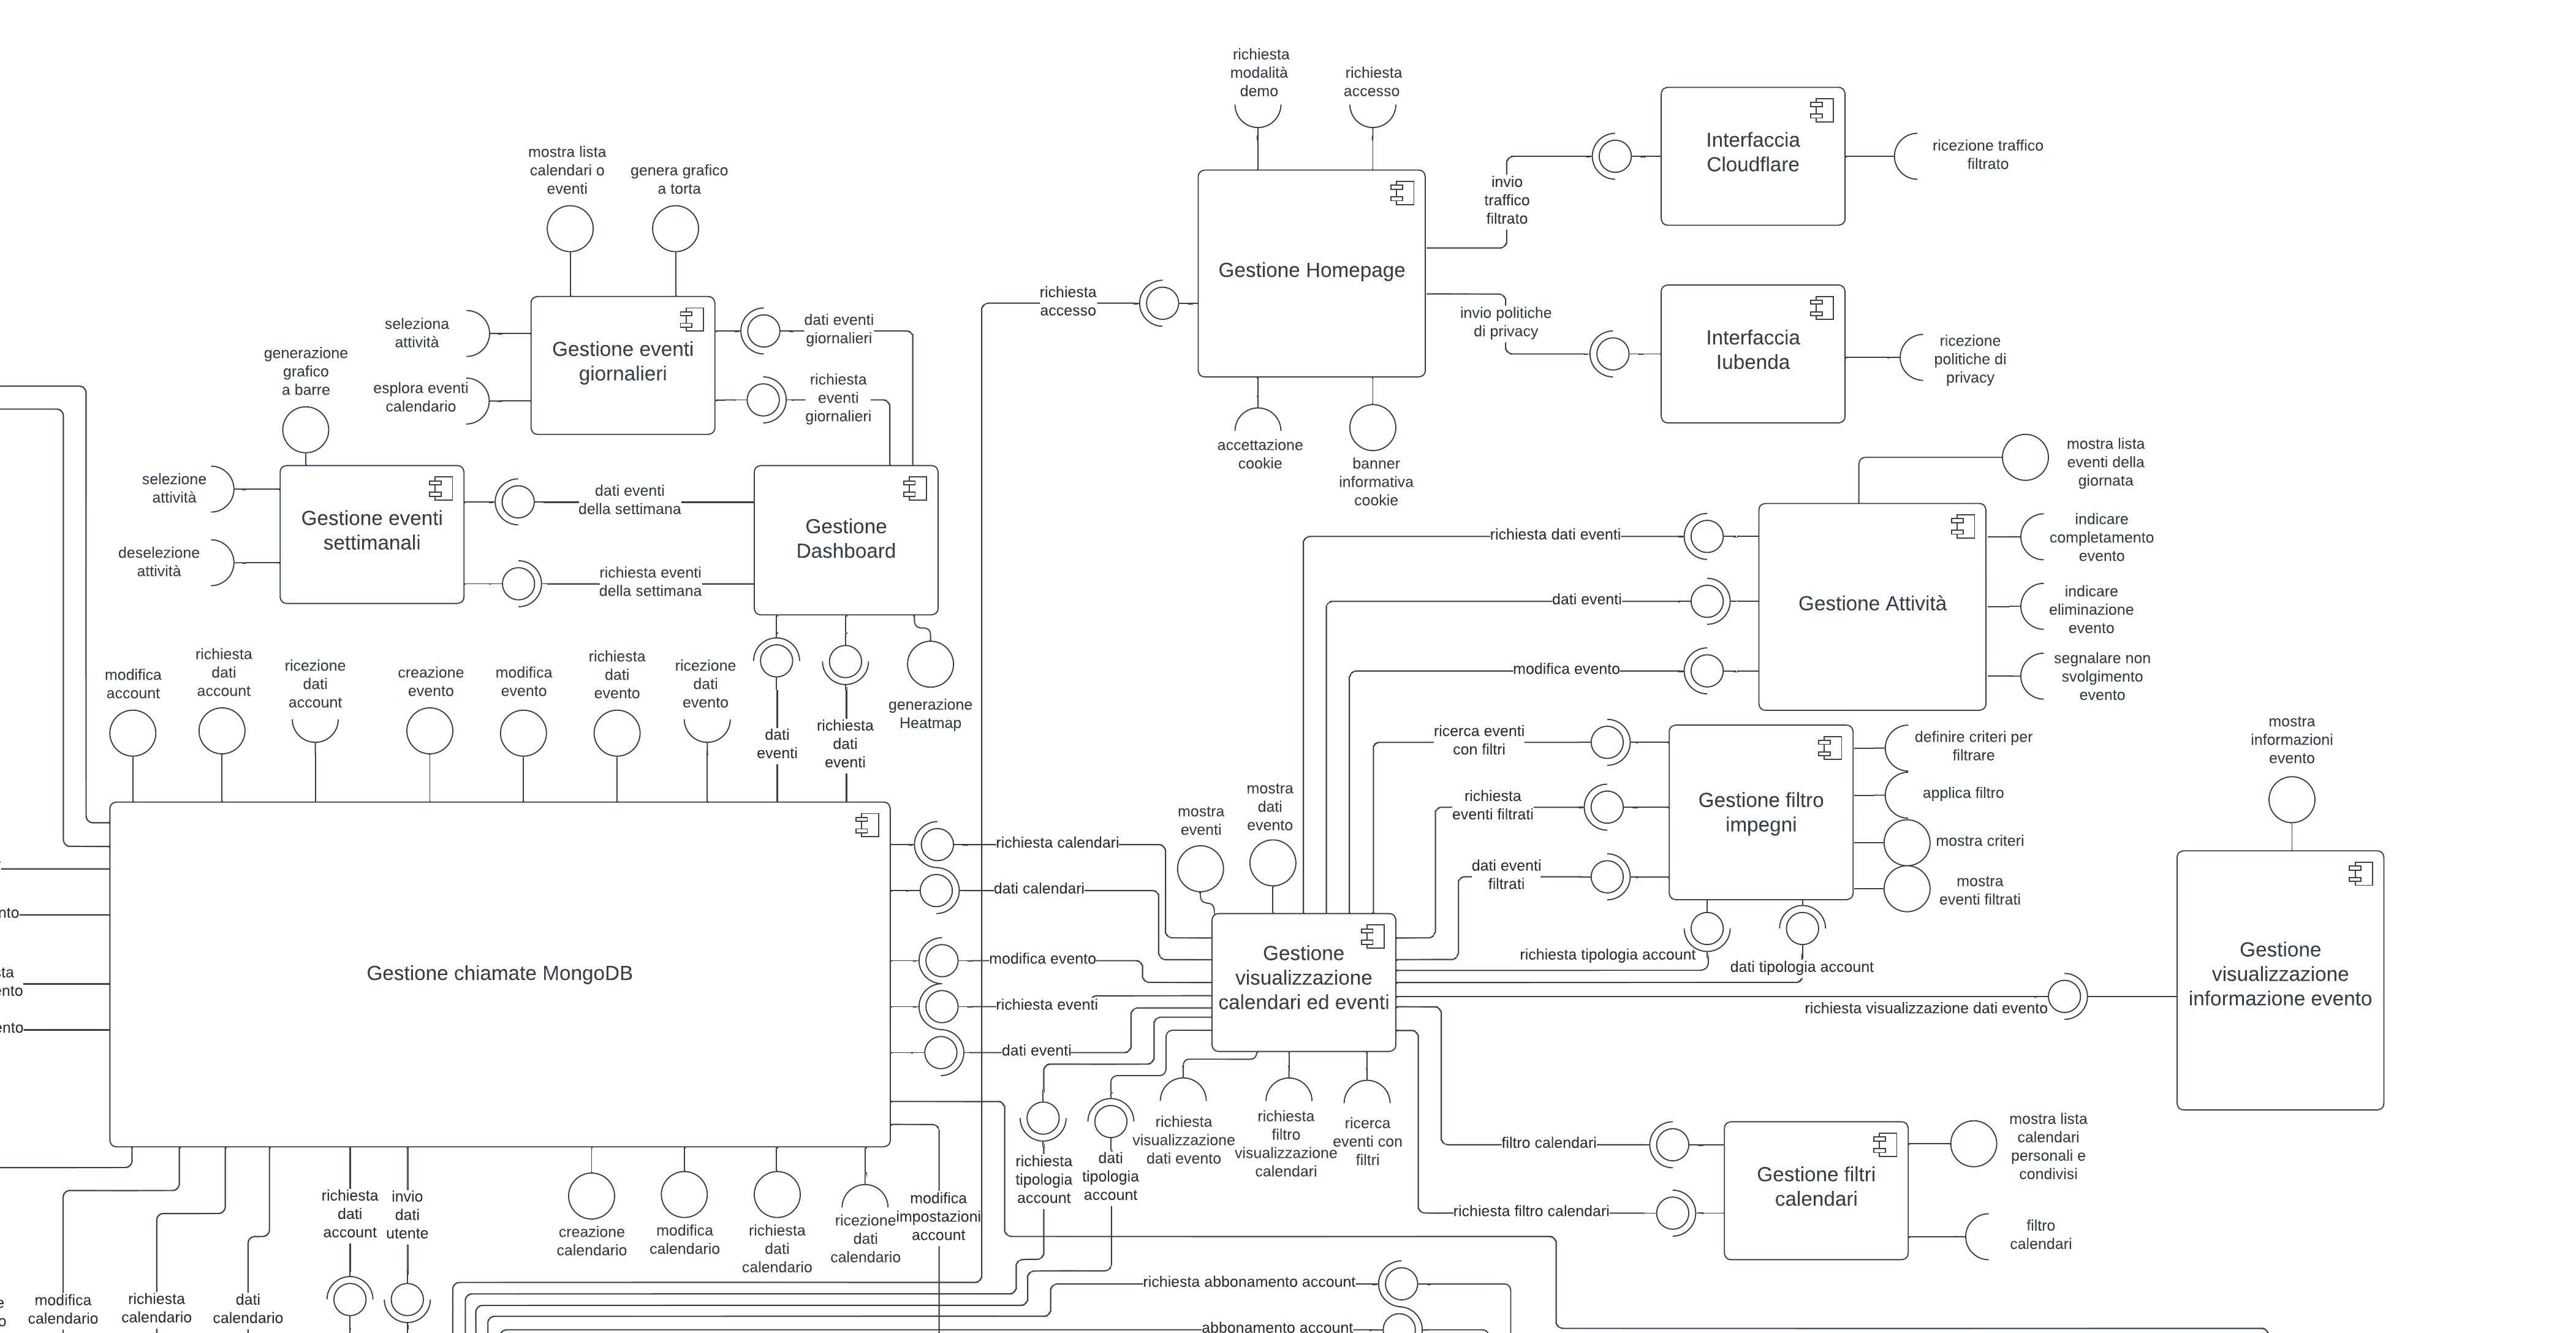 richiesta
modalità
demo
richiesta
accesso
Interfaccia
Cloudflare
ricezione traffico
filtrato
mostra lista
calendari o
eventi
genera grafico
a torta
invio
traffico
filtrato
Gestione Homepage
richiesta
accesso
invio politiche
di privacy
Interfaccia
Iubenda
ricezione
politiche di
privacy
seleziona
attività
Gestione eventi
giornalieri
dati eventi
giornalieri
generazione
grafico
a barre
esplora eventi
calendario
richiesta
eventi
giornalieri
accettazione
cookie
banner
informativa
cookie
mostra lista
eventi della
giornata
selezione
attività
Gestione eventi
settimanali
dati eventi
della settimana
Gestione
Dashboard
deselezione
attività
richiesta eventi
della settimana
richiesta dati eventi
indicare
completamento
evento
dati eventi
Gestione Attività
indicare
eliminazione
evento
modifica evento
segnalare non
svolgimento
evento
modifica
account
richiesta
dati
account
ricezione
dati
account
creazione
evento
modifica
evento
richiesta
dati
evento
ricezione
dati
evento
dati
eventi
richiesta
dati
eventi
generazione
Heatmap
ricerca eventi
con filtri
definire criteri per
filtrare
mostra
informazioni
evento
mostra
eventi
mostra
dati
evento
richiesta
eventi filtrati
Gestione filtro
impegni
applica filtro
mostra criteri
dati eventi
filtrati
mostra
eventi filtrati
richiesta calendari
dati calendari
nto
ta
nto
ento
Gestione chiamate MongoDB
modifica evento
richiesta eventi
dati eventi
Gestione
visualizzazione
calendari ed eventi
richiesta tipologia account
dati tipologia account
richiesta visualizzazione dati evento
Gestione
visualizzazione
informazione evento
richiesta
tipologia
account
dati
tipologia
account
richiesta
visualizzazione
dati evento
richiesta
filtro
visualizzazione
calendari
ricerca
eventi con
filtri
filtro calendari
Gestione filtri
calendari
mostra lista
calendari
personali e
condivisi
richiesta filtro calendari
filtro
calendari
richiesta
dati
account
invio
dati
utente
creazione
calendario
modifica
calendario
richiesta
dati
calendario
ricezione
dati
calendario
modifica
impostazioni
account
e
o
modifica
calendario
richiesta
calendario
dati
calendario
richiesta abbonamento account
abbonamento account